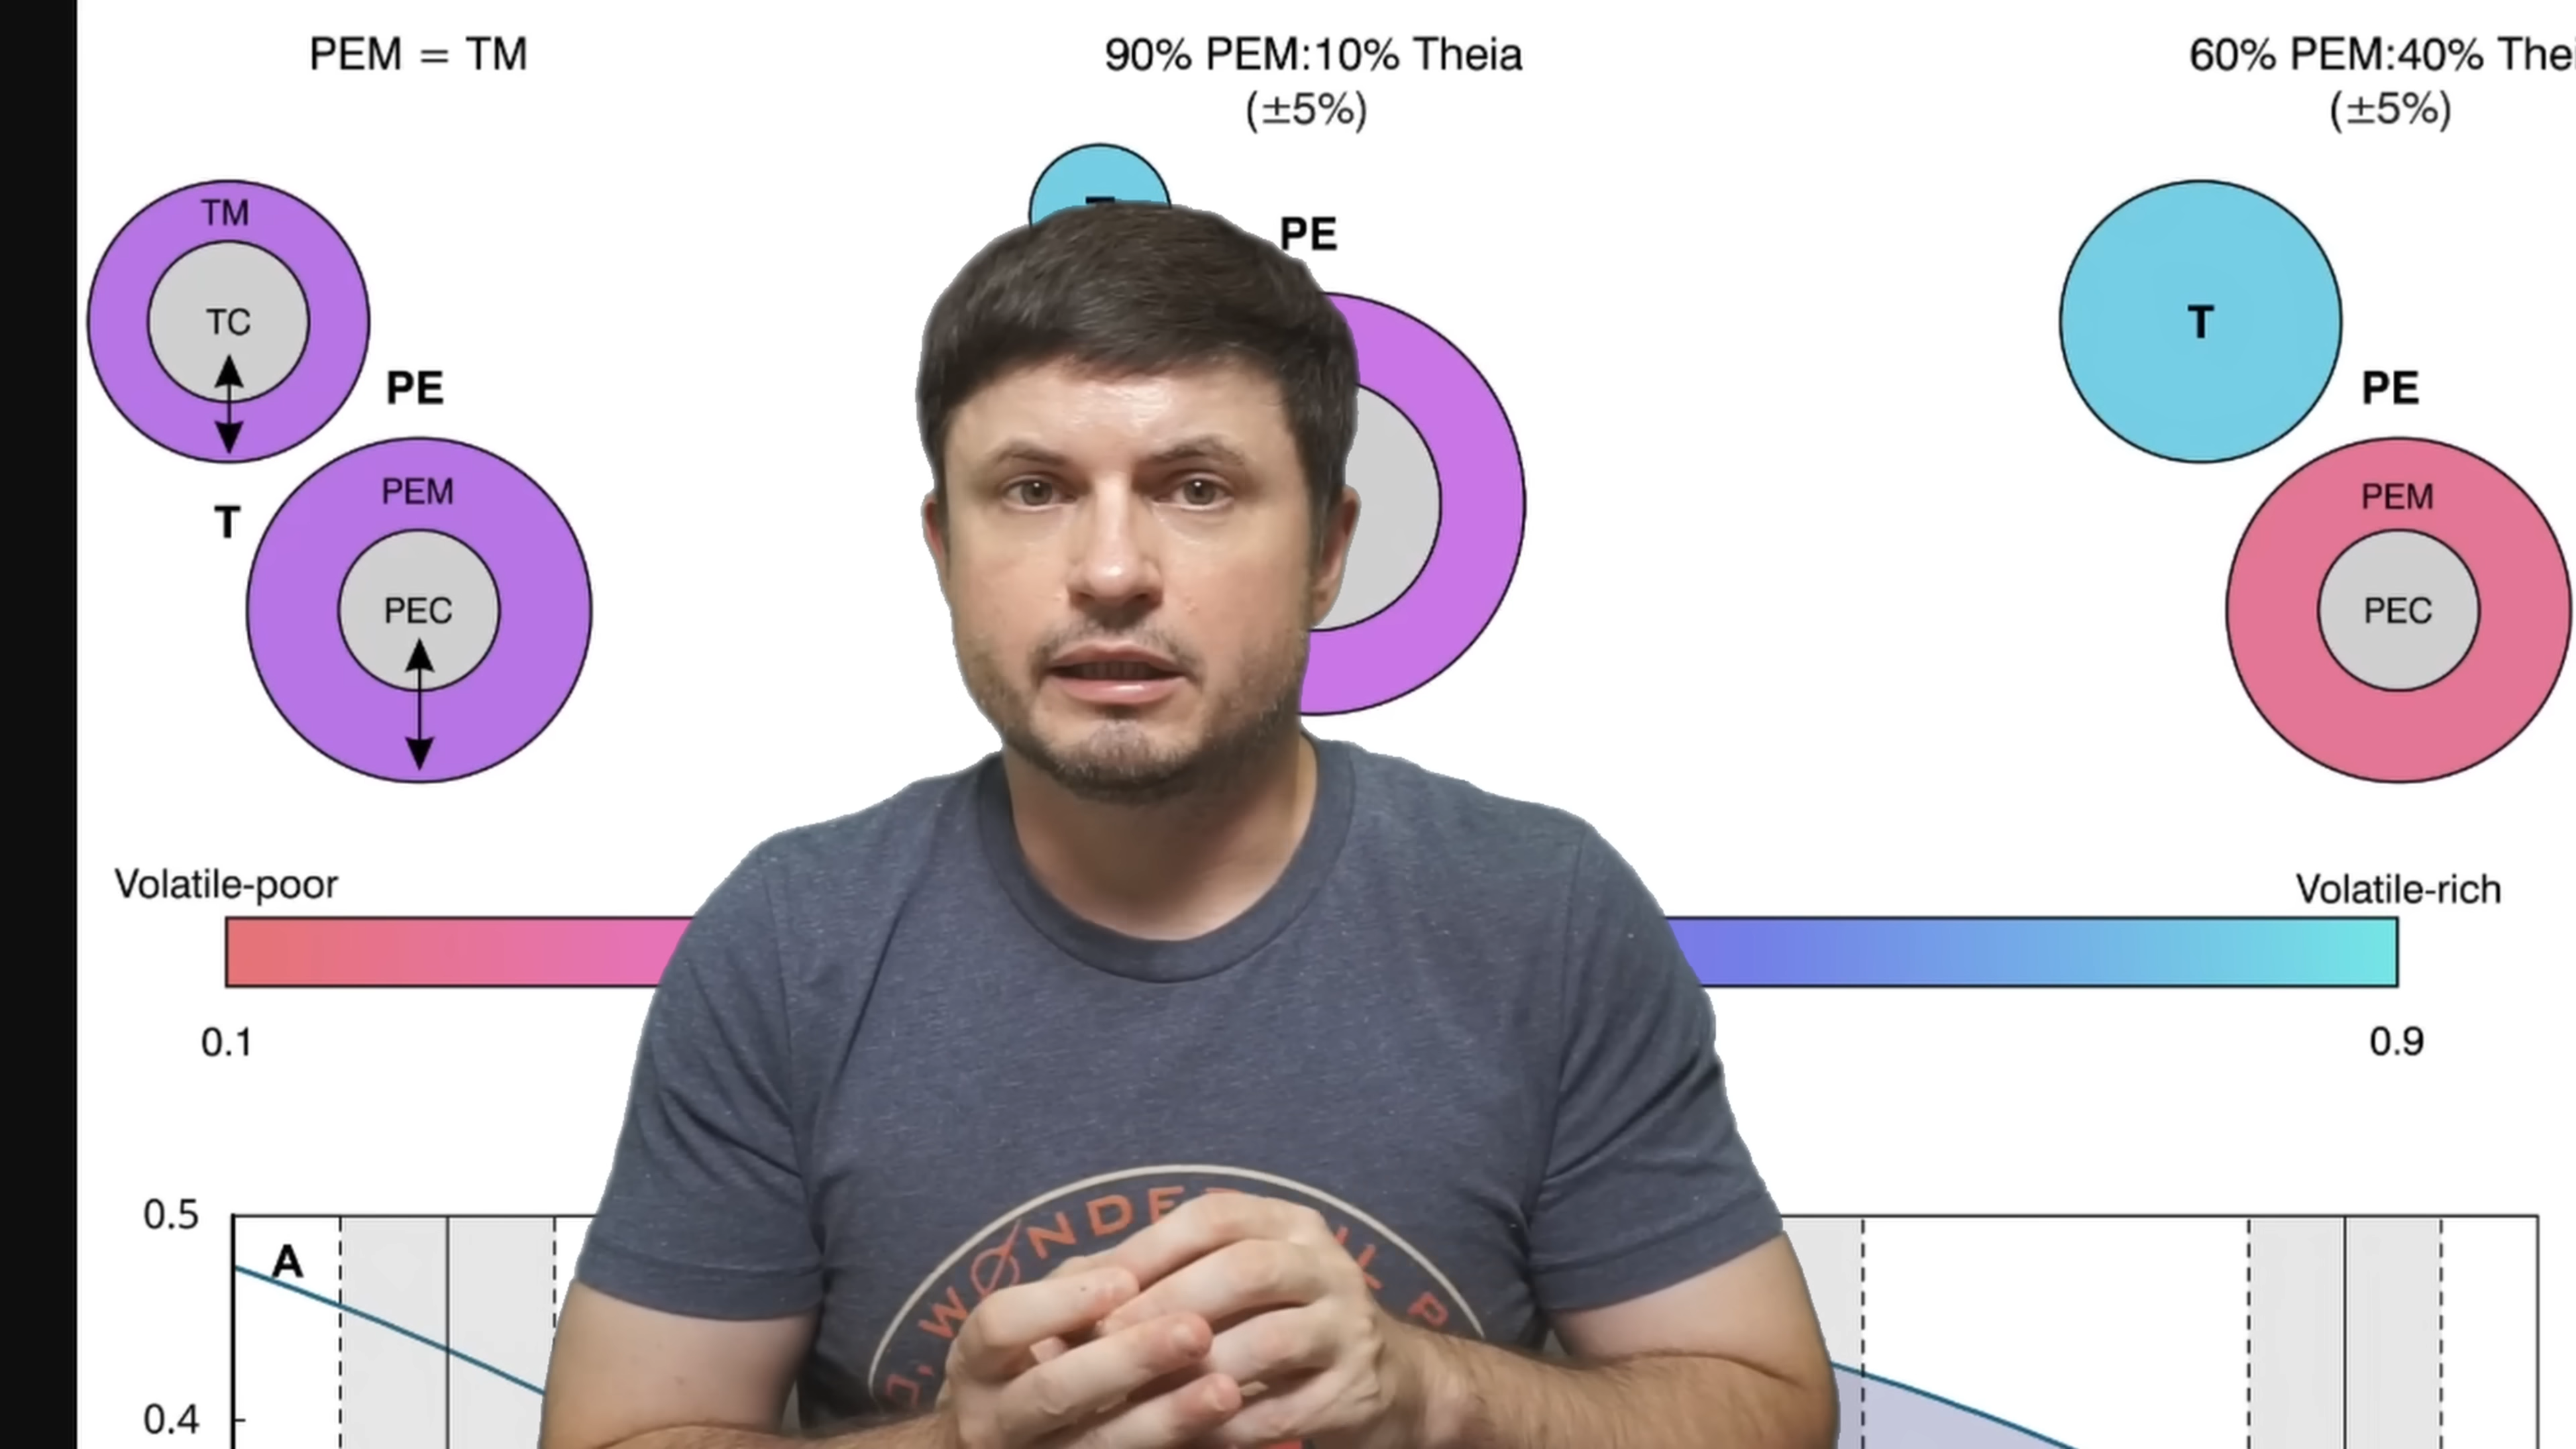 PEM = TM
90% PEM:10% Theia
(±5%)
60% PEM:40%
(±5%)
TM
TC
PE
T
PEM
PEC
PE
T
PE
PEM
PEC
Volatile-poor
Volatile-rich
0.1
0.9
0.5
A
0.4